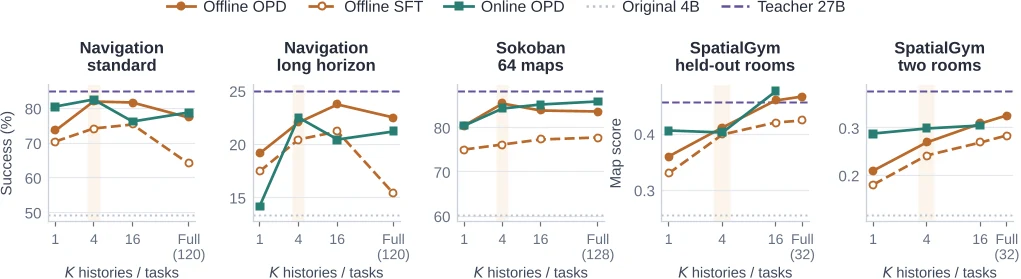 Offline OPD Offline SFT Online OPD Original 4B Teacher 27B
Navigation
standard
Navigation
long horizon
Sokoban
64 maps
SpatialGym
held-out rooms
SpatialGym
two rooms
Success (%)
80
70
60
50
1 4 16 Full
(120)
K histories / tasks
25
20
15
1 4 16 Full
(120)
K histories / tasks
80
70
60
1 4 16 Full
(128)
K histories / tasks
Map score
0.4
0.3
1 4 16 Full
(32)
K histories / tasks
0.3
0.2
1 4 16 Full
(32)
K histories / tasks